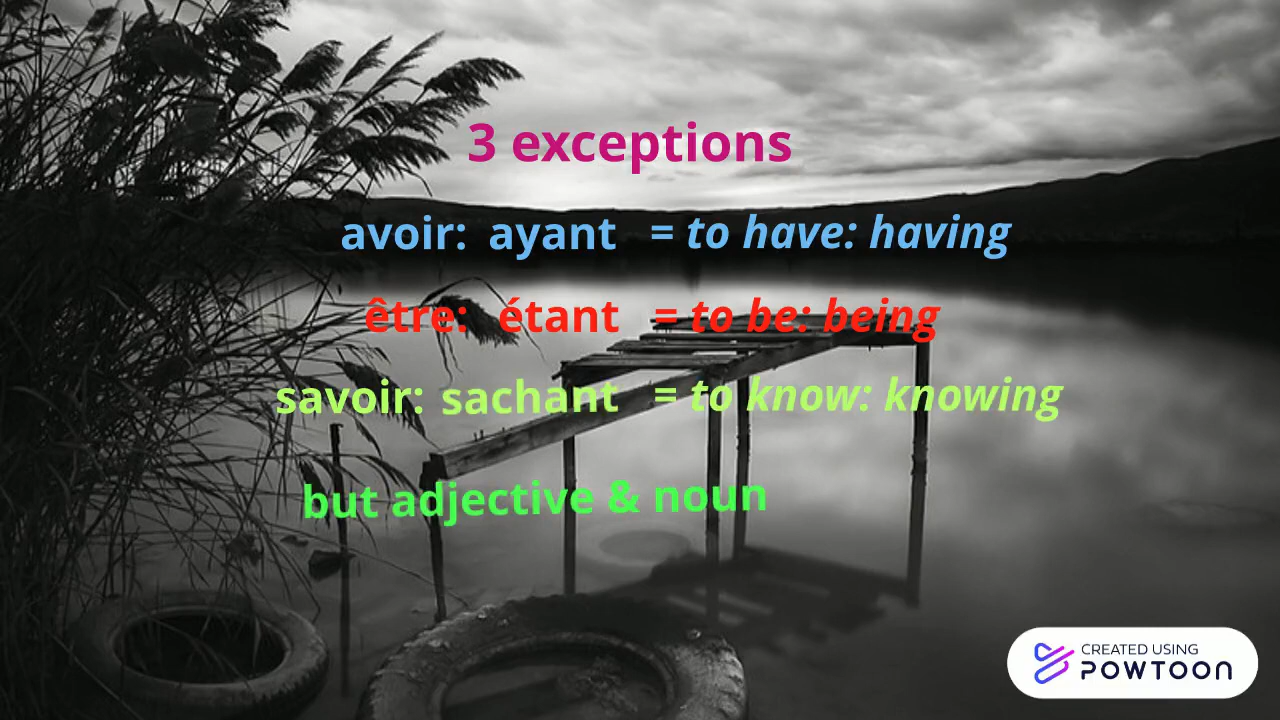 3 exceptions
avoir: ayant = to have: having
être: étant = to be: being
savoir: sachant = to know: knowing
but adjective & noun
CREATED USING
POWTOON